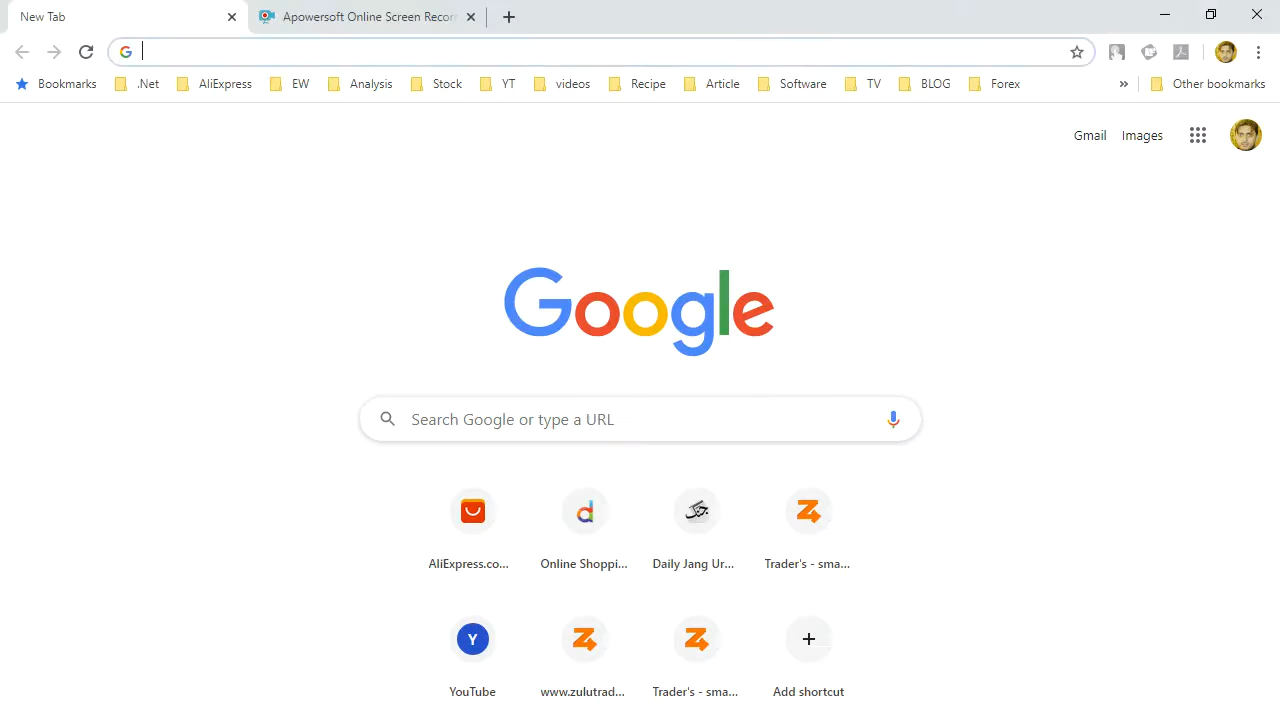 New Tab
Apowersoft Online Screen Recor
Bookmarks .Net AliExpress EW Analysis Stock YT videos Recipe Article Software TV BLOG Forex » Other bookmarks
Gmail Images
Google
Search Google or type a URL
d جنگ
AliExpress.co... Online Shoppi... Daily Jang Ur... Trader's - sma...
Y
YouTube www.zulutrad... Trader's - sma... Add shortcut